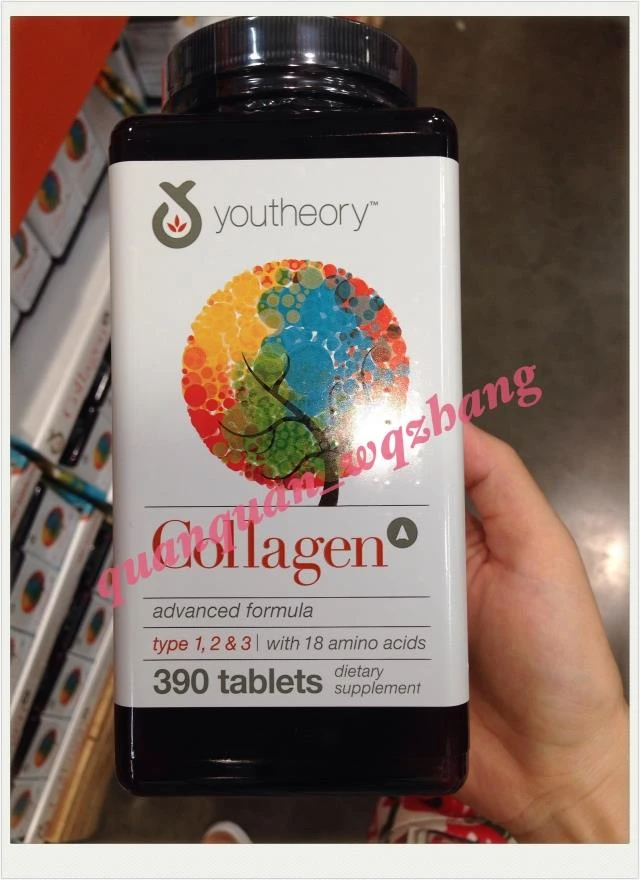 youtheory™
Collagen
advanced formula
type 1, 2 & 3 | with 18 amino acids
390 tablets dietary supplement
quanquan_wqzhang